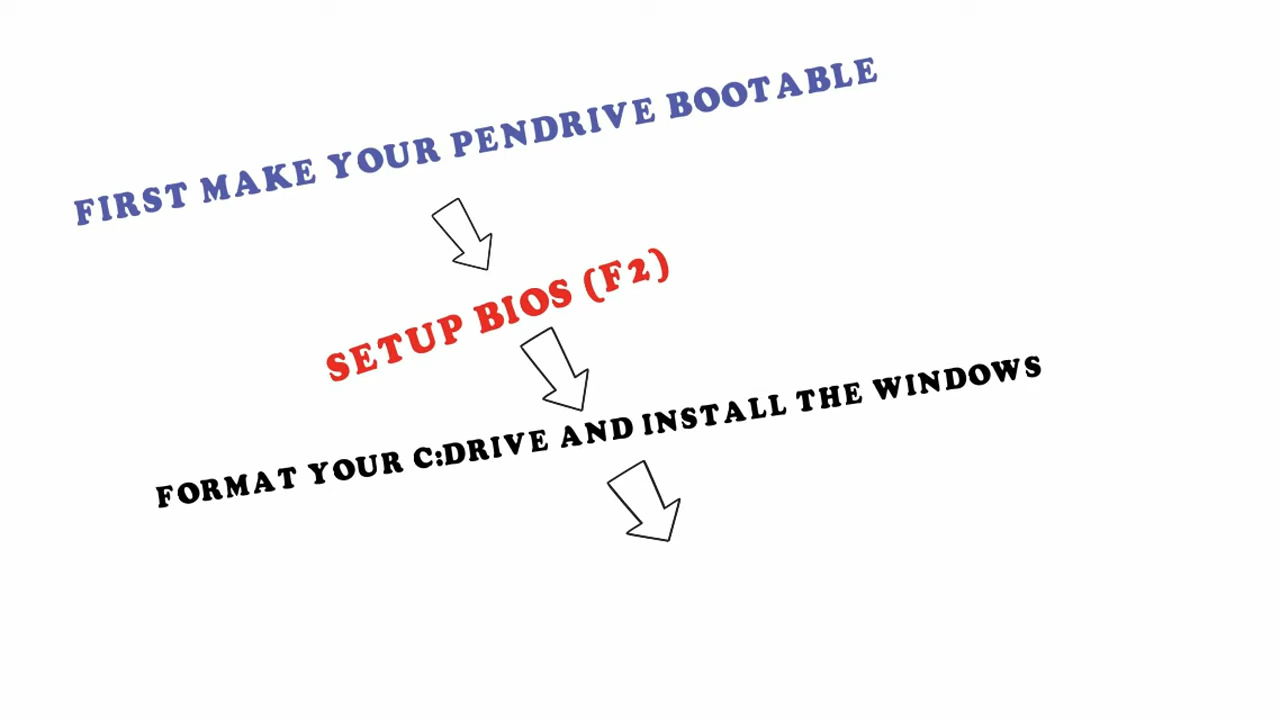 FIRST MAKE YOUR PENDRIVE BOOTABLE
SETUP BIOS (F2)
FORMAT YOUR C:DRIVE AND INSTALL THE WINDOWS